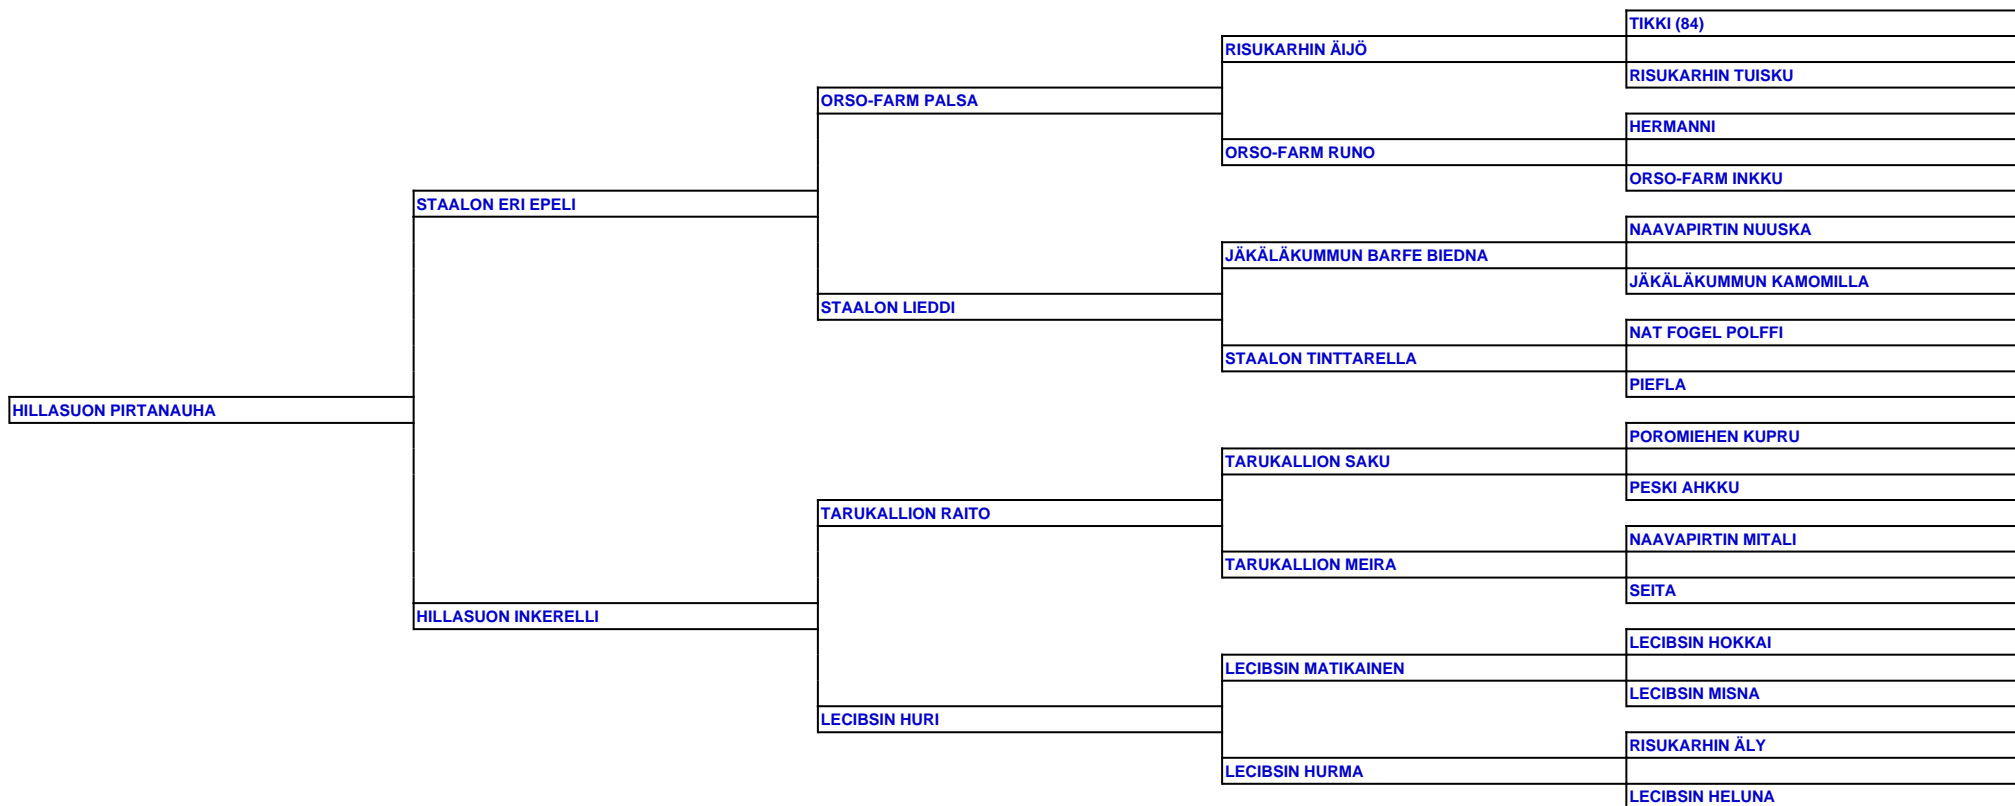 TIKKI (84)
RISUKARHIN ÄIJÖ
RISUKARHIN TUISKU
ORSO-FARM PALSA
HERMANNI
ORSO-FARM RUNO
ORSO-FARM INKKU
STAALON ERI EPELI
NAAVAPIRTIN NUUSKA
JÄKÄLÄKUMMUN BARFE BIEDNA
JÄKÄLÄKUMMUN KAMOMILLA
STAALON LIEDDI
NAT FOGEL POLFFI
STAALON TINTTARELLA
PIEFLA
HILLASUON PIRTANAUHA
POROMIEHEN KUPRU
TARUKALLION SAKU
PESKI AHKKU
TARUKALLION RAITO
NAAVAPIRTIN MITALI
TARUKALLION MEIRA
SEITA
HILLASUON INKERELLI
LECIBSIN HOKKAI
LECIBSIN MATIKAINEN
LECIBSIN MISNA
LECIBSIN HURI
RISUKARHIN ÄLY
LECIBSIN HURMA
LECIBSIN HELUNA